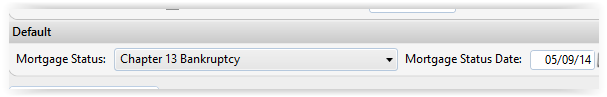 Default
Mortgage Status: Chapter 13 Bankruptcy Mortgage Status Date: 05/09/14